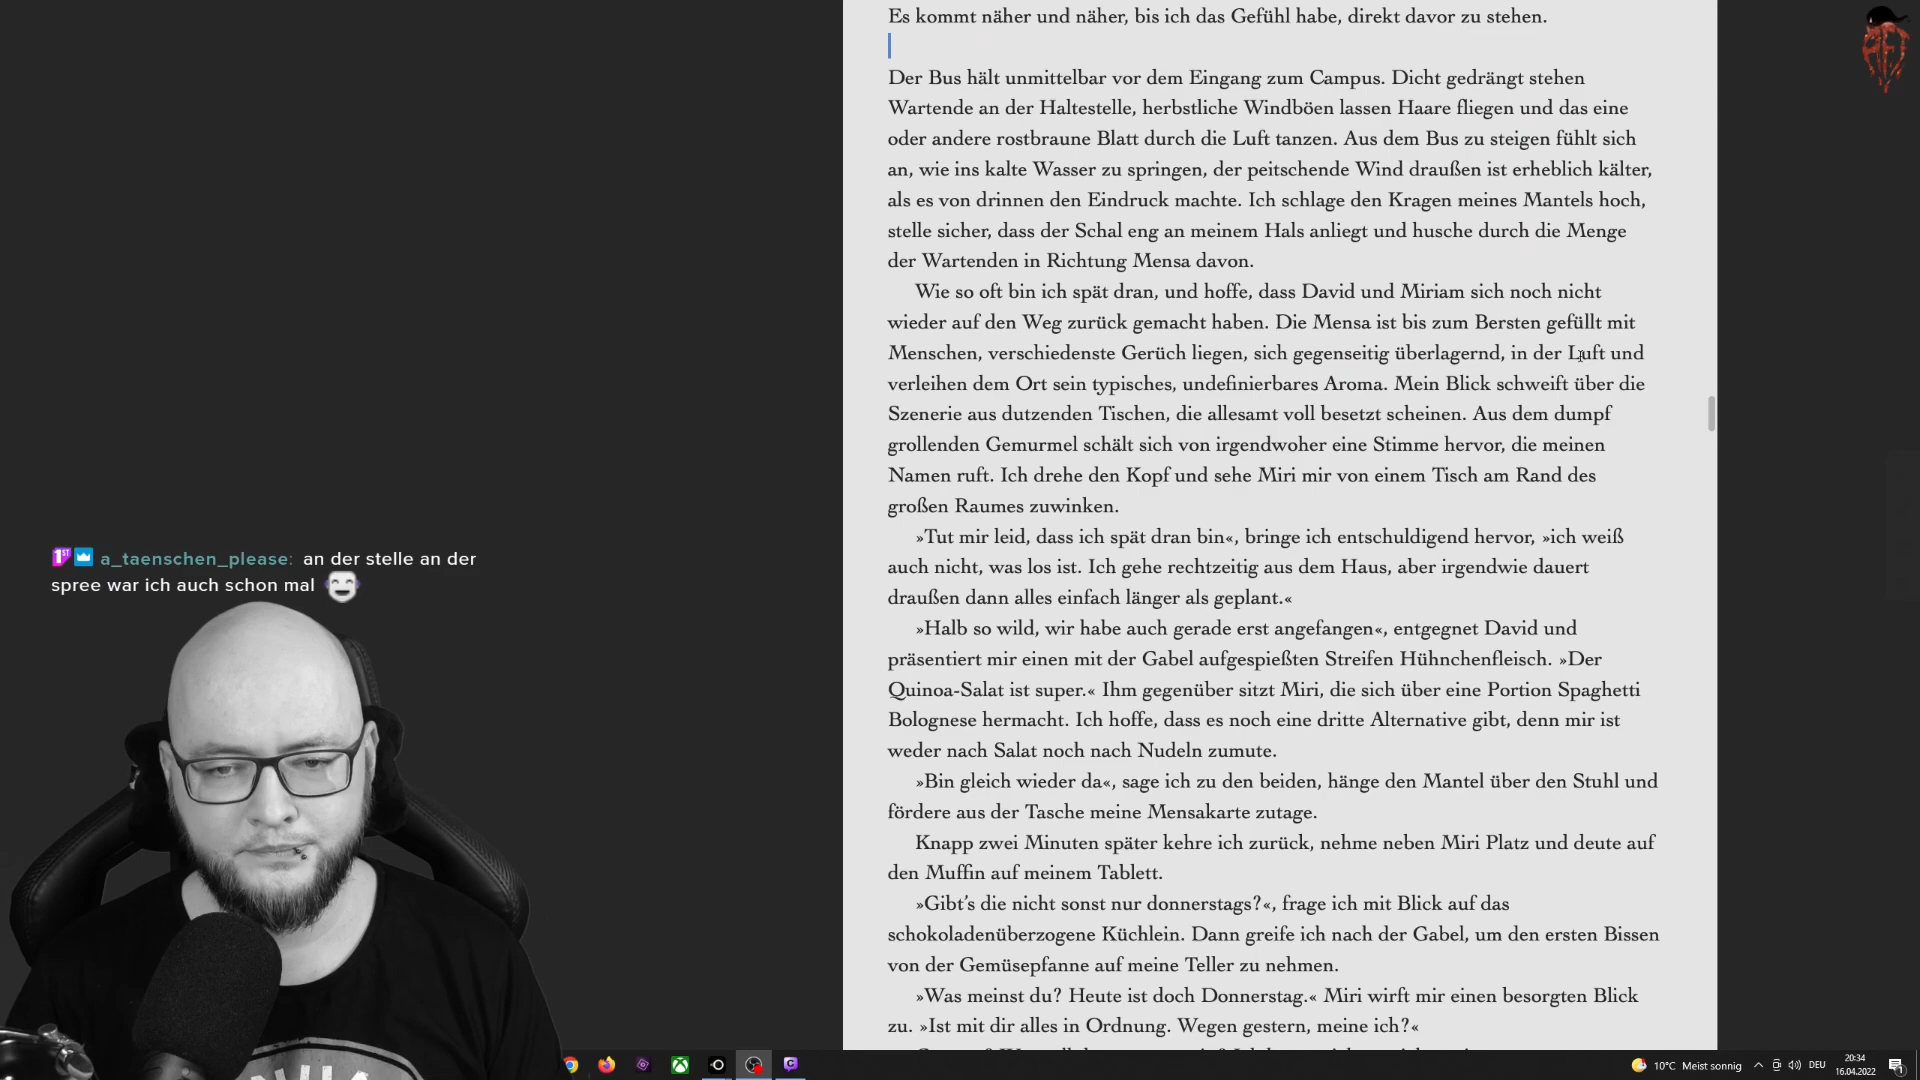 Es kommt näher und näher, bis ich das Gefühl habe, direkt davor zu stehen.
Der Bus hält unmittelbar vor dem Eingang zum Campus. Dicht gedrängt stehen
Wartende an der Haltestelle, herbstliche Windböen lassen Haare fliegen und das eine
oder andere rostbraune Blatt durch die Luft tanzen. Aus dem Bus zu steigen fühlt sich
an, wie ins kalte Wasser zu springen, der peitschende Wind draußen ist erheblich kälter,
als es von drinnen den Eindruck machte. Ich schlage den Kragen meines Mantels hoch,
stelle sicher, dass der Schal eng an meinem Hals anliegt und husche durch die Menge
der Wartenden in Richtung Mensa davon.
Wie so oft bin ich spät dran, und hoffe, dass David und Miriam sich noch nicht
wieder auf den Weg zurück gemacht haben. Die Mensa ist bis zum Bersten gefüllt mit
Menschen, verschiedenste Gerüch liegen, sich gegenseitig überlagernd, in der Luft und
verleihen dem Ort sein typisches, undefinierbares Aroma. Mein Blick schweift über die
Szenerie aus dutzenden Tischen, die allesamt voll besetzt scheinen. Aus dem dumpf
grollenden Gemurmel schält sich von irgendwoher eine Stimme hervor, die meinen
Namen ruft. Ich drehe den Kopf und sehe Miri mir von einem Tisch am Rand des
großen Raumes zuwinken.
»Tut mir leid, dass ich spät dran bin«, bringe ich entschuldigend hervor, »ich weiß
auch nicht, was los ist. Ich gehe rechtzeitig aus dem Haus, aber irgendwie dauert
draußen dann alles einfach länger als geplant.«
»Halb so wild, wir habe auch gerade erst angefangen«, entgegnet David und
präsentiert mir einen mit der Gabel aufgespießten Streifen Hühnchenfleisch. »Der
Quinoa-Salat ist super.« Ihm gegenüber sitzt Miri, die sich über eine Portion Spaghetti
Bolognese hermacht. Ich hoffe, dass es noch eine dritte Alternative gibt, denn mir ist
weder nach Salat noch nach Nudeln zumute.
»Bin gleich wieder da«, sage ich zu den beiden, hänge den Mantel über den Stuhl und
fördere aus der Tasche meine Mensakarte zutage.
Knapp zwei Minuten später kehre ich zurück, nehme neben Miri Platz und deute auf
den Muffin auf meinem Tablett.
»Gibt's die nicht sonst nur donnerstags?«, frage ich mit Blick auf das
schokoladenüberzogene Küchlein. Dann greife ich nach der Gabel, um den ersten Bissen
von der Gemüsepfanne auf meine Teller zu nehmen.
»Was meinst du? Heute ist doch Donnerstag.« Miri wirft mir einen besorgten Blick
zu. »Ist mit dir alles in Ordnung. Wegen gestern, meine ich?«
1ST a_taenschen_please: an der stelle an der
spree war ich auch schon mal
10°C Meist sonnig
DEU
20:34
16.04.2022